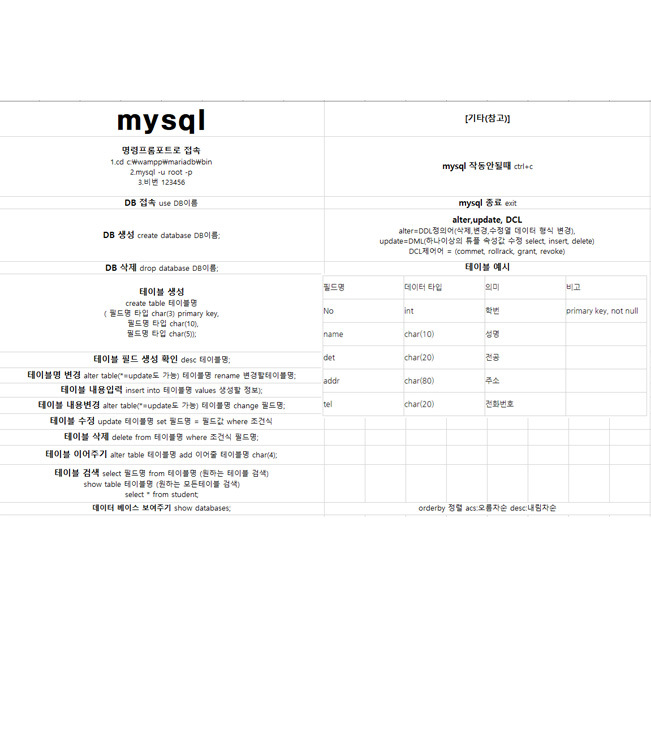 mysql
명령프롬포트로 접속
1.cd c:₩wampp₩mariadb₩bin
2.mysql -u root -p
3.비번 123456
DB 접속 use DB이름
DB 생성 create database DB이름;
DB 삭제 drop database DB이름;
테이블 생성
create table 테이블명
( 필드명 타입 char(3) primary key,
필드명 타입 char(10),
필드명 타입 char(5));
테이블 필드 생성 확인 desc 테이블명;
테이블명 변경 alter table(*=update도 가능) 테이블명 rename 변경할테이블명;
테이블 내용입력 insert into 테이블명 values 생성할 정보);
테이블 내용변경 alter table(*=update도 가능) 테이블명 change 필드명;
테이블 수정 update 테이블명 set 필드명 = 필드값 where 조건식
테이블 삭제 delete from 테이블명 where 조건식 필드명;
테이블 이어주기 alter table 테이블명 add 이어줄 테이블명 char(4);
테이블 검색 select 필드명 from 테이블명 (원하는 테이블 검색)
show table 테이블명 (원하는 모든테이블 검색)
select * from student;
데이터 베이스 보여주기 show databases;
[기타(참고)]
mysql 작동안될때 ctrl+c
mysql 종료 exit
alter,update, DCL
alter=DDL정의어(삭제,변경,수정열 데이터 형식 변경),
update=DML(하나이상의 튜플 속성값 수정 select, insert, delete)
DCL제어어 = (commet, rollrack, grant, revoke)
테이블 예시
필드명 데이터 타입 의미 비고
No int 학번 primary key, not null
name char(10) 성명
det char(20) 전공
addr char(80) 주소
tel char(20) 전화번호
orderby 정렬 acs:오름차순 desc:내림차순